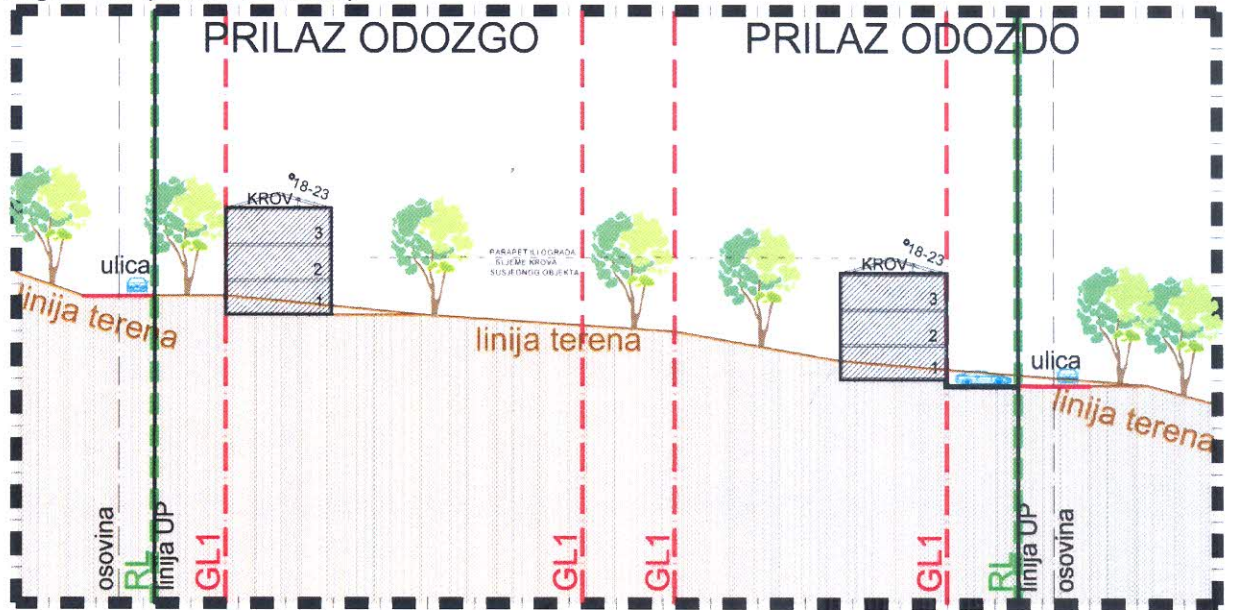 PRILAZ ODOZGO
PRILAZ ODOZDO
KROV
°18-23
3
2
1
ulica
linija terena
PARAPET ILI OGRADA
SLJEME KROVA
SUSJEDNOG OBJEKTA
linija terena
KROV
°18-23
3
2
1
ulica
linija terena
osovina
RL
linija UP
GL1
GL1
GL1
GL1
RL
linija UP
osovina